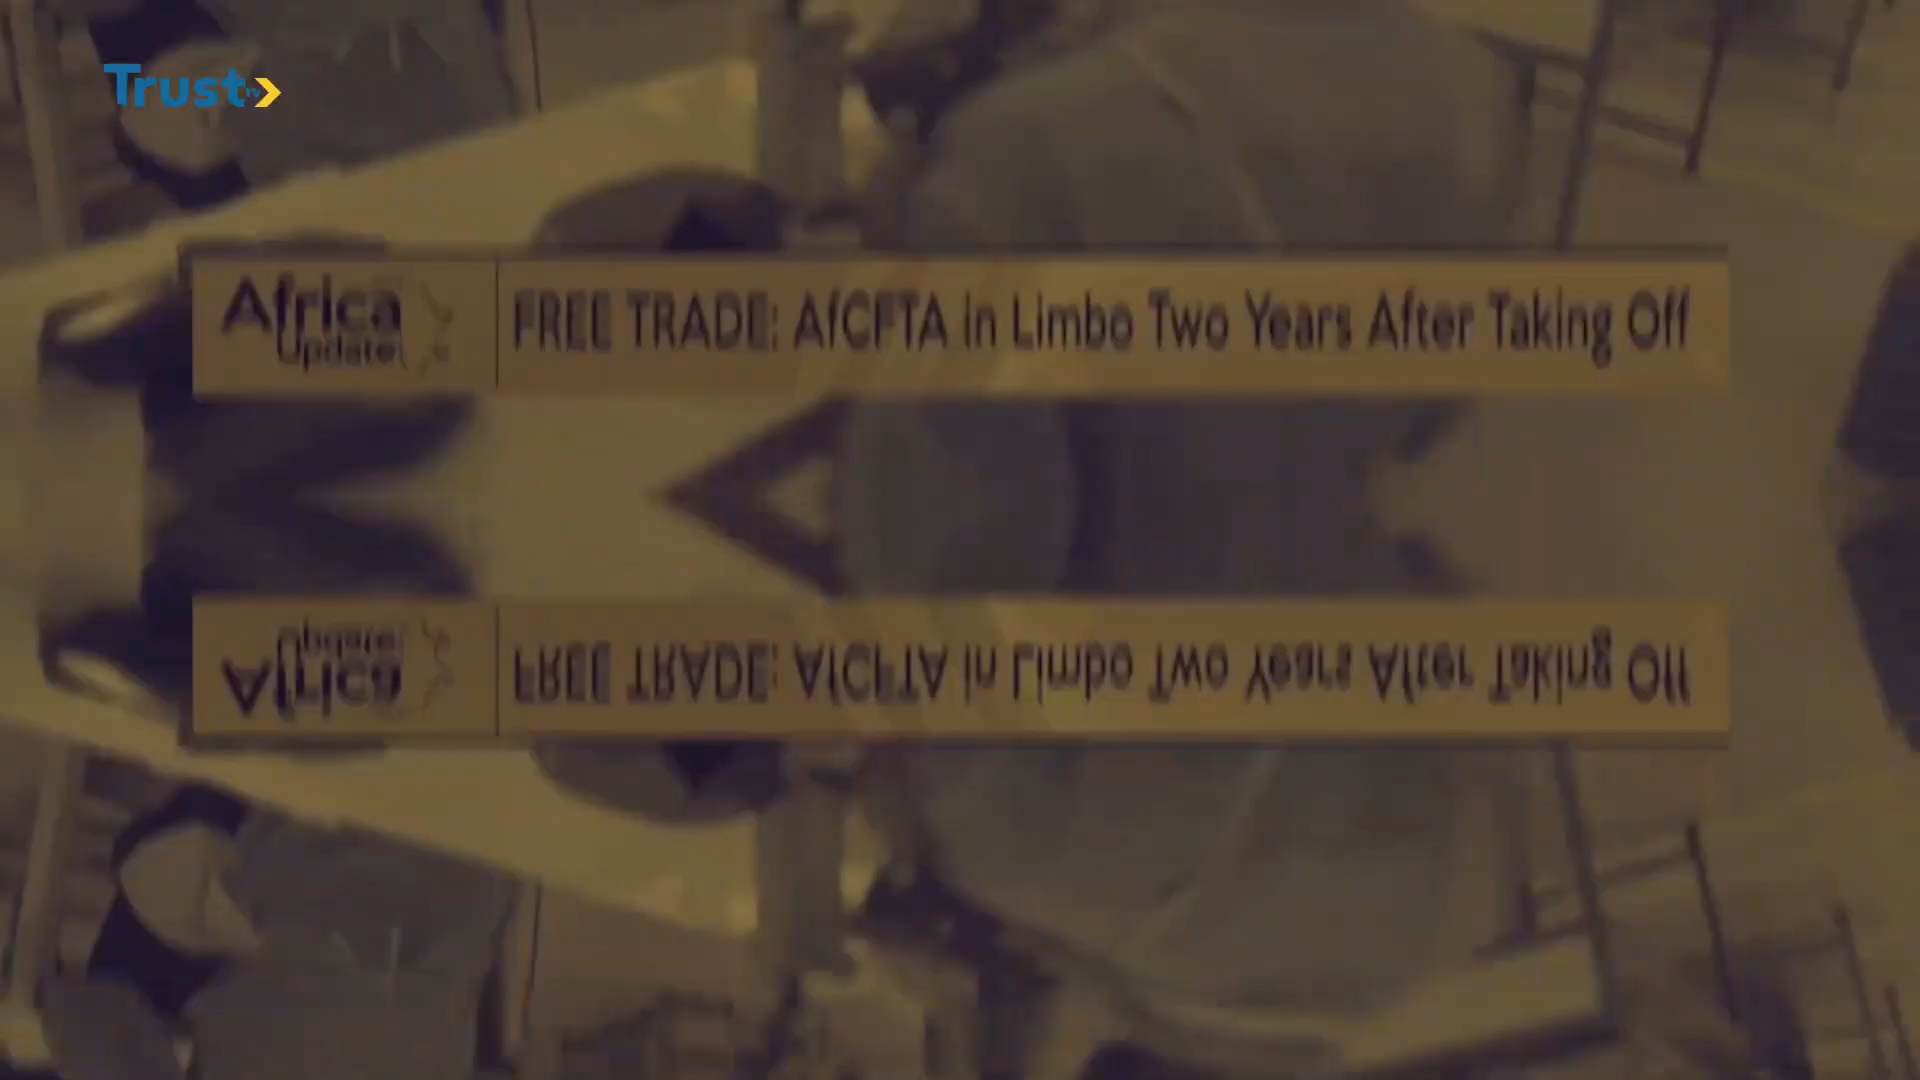 Trust TV
Africa
Update
FREE TRADE: AfCFTA in Limbo Two Years After Taking Off
Africa
Update
FREE TRADE: AfCFTA in Limbo Two Years After Taking Off